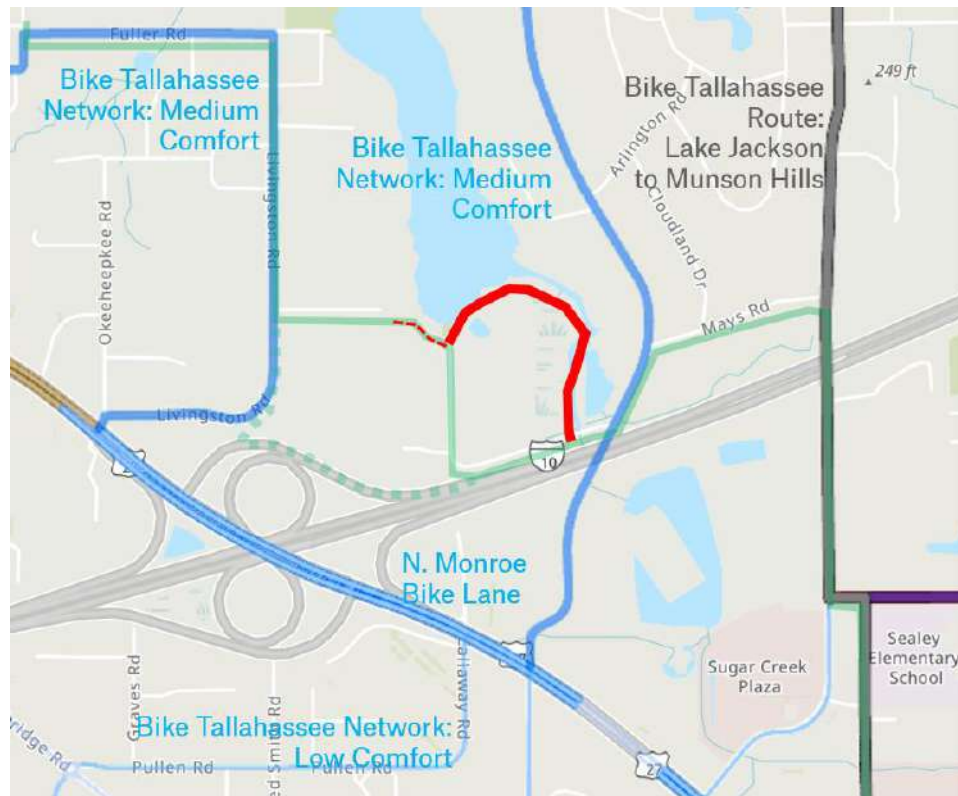 Fuller Rd
Bike Tallahassee
Network: Medium
Comfort
Bike Tallahassee
Network: Medium
Comfort
Bike Tallahassee
Route:
Lake Jackson
to Munson Hills
249 ft
Arlington Rd
Cloudland Dr
Livingston Rd
Okeeheepkee Rd
Mays Rd
Livingston Rd
10
N. Monroe
Bike Lane
Callaway Rd
Graves Rd
Sealey
Elementary
School
Sugar Creek
Plaza
Bike Tallahassee Network:
Low Comfort
Pullen Rd
Pullen Rd
27